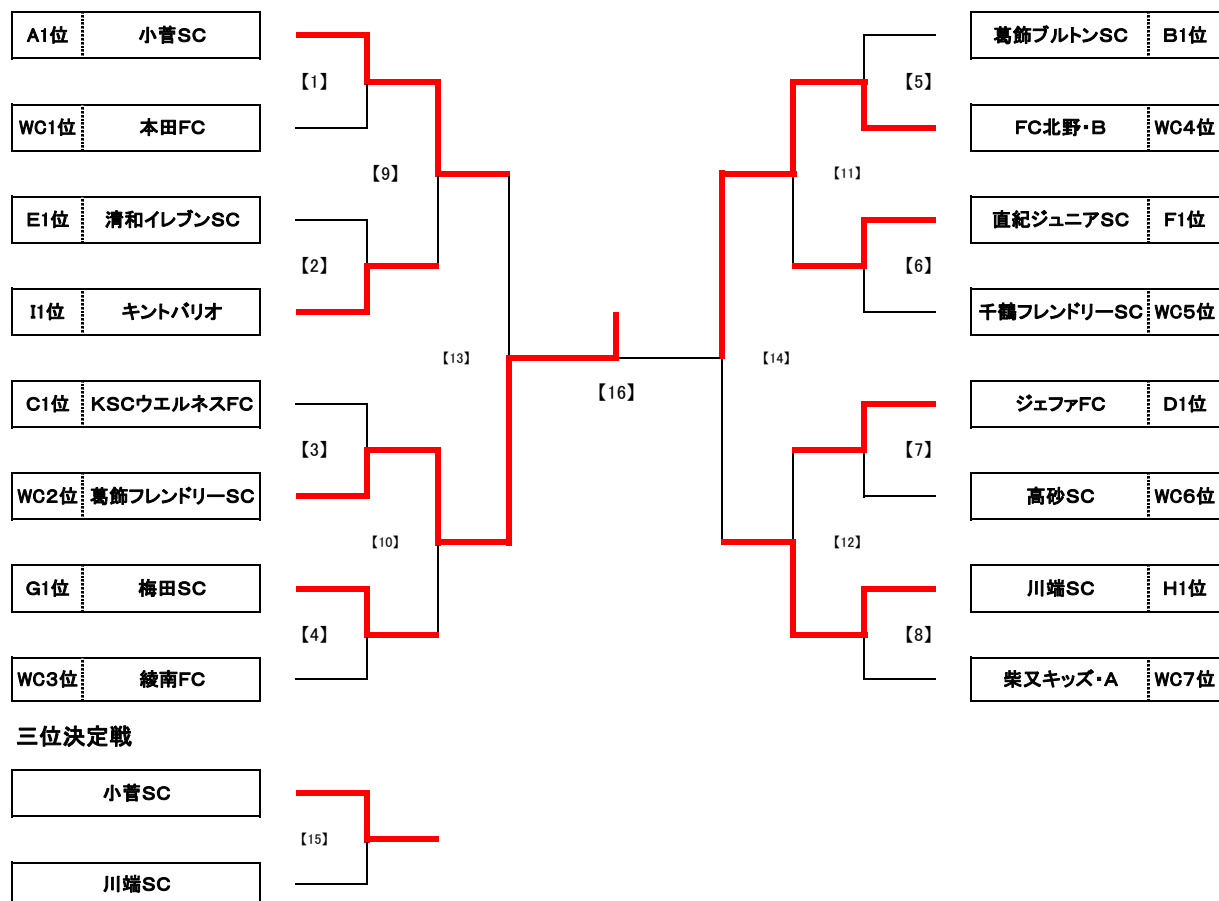 A1位 小菅SC
【1】
WC1位 本田FC
【9】
E1位 清和イレブンSC
【2】
I1位 キントバリオ
【13】
C1位 KSCウエルネスFC
【3】
WC2位 葛飾フレンドリーSC
【10】
G1位 梅田SC
【4】
WC3位 綾南FC
【16】
葛飾ブルトンSC B1位
【5】
FC北野・B WC4位
【11】
直紀ジュニアSC F1位
【6】
千鶴フレンドリーSC WC5位
【14】
ジェファFC D1位
【7】
高砂SC WC6位
【12】
川端SC H1位
【8】
柴又キッズ・A WC7位
三位決定戦
小菅SC
【15】
川端SC